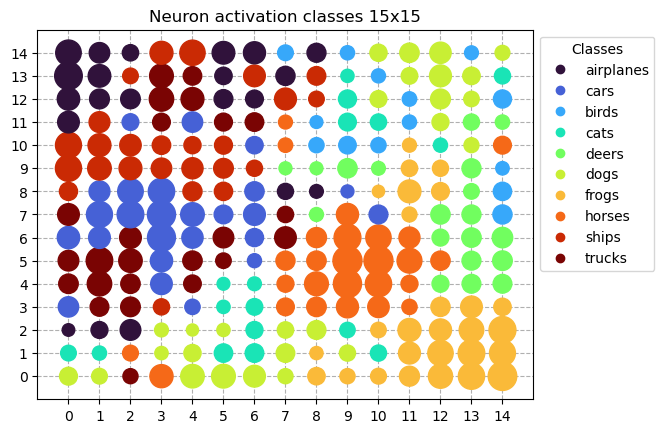 Neuron activation classes 15x15
14
13
12
11
10
9
8
7
6
5
4
3
2
1
0
0 1 2 3 4 5 6 7 8 9 10 11 12 13 14
Classes
airplanes
cars
birds
cats
deers
dogs
frogs
horses
ships
trucks